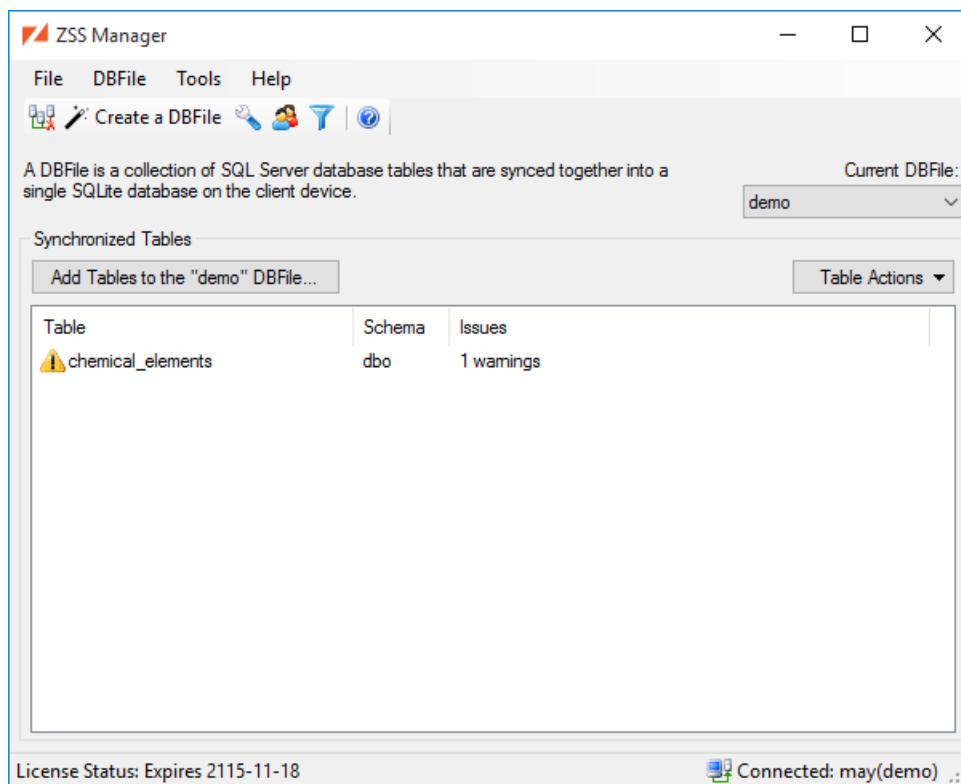 ZSS Manager
File DBFile Tools Help
Create a DBFile
A DBFile is a collection of SQL Server database tables that are synced together into a
single SQLite database on the client device.
Current DBFile:
demo
Synchronized Tables
Add Tables to the "demo" DBFile...
Table Actions
Table Schema Issues
chemical_elements dbo 1 warnings
License Status: Expires 2115-11-18
Connected: may(demo)